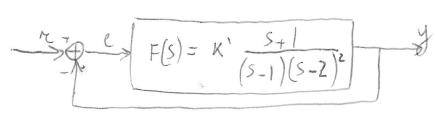 r + e F(s) = K' (s+1)/((s-1)(s-2)²) y
-